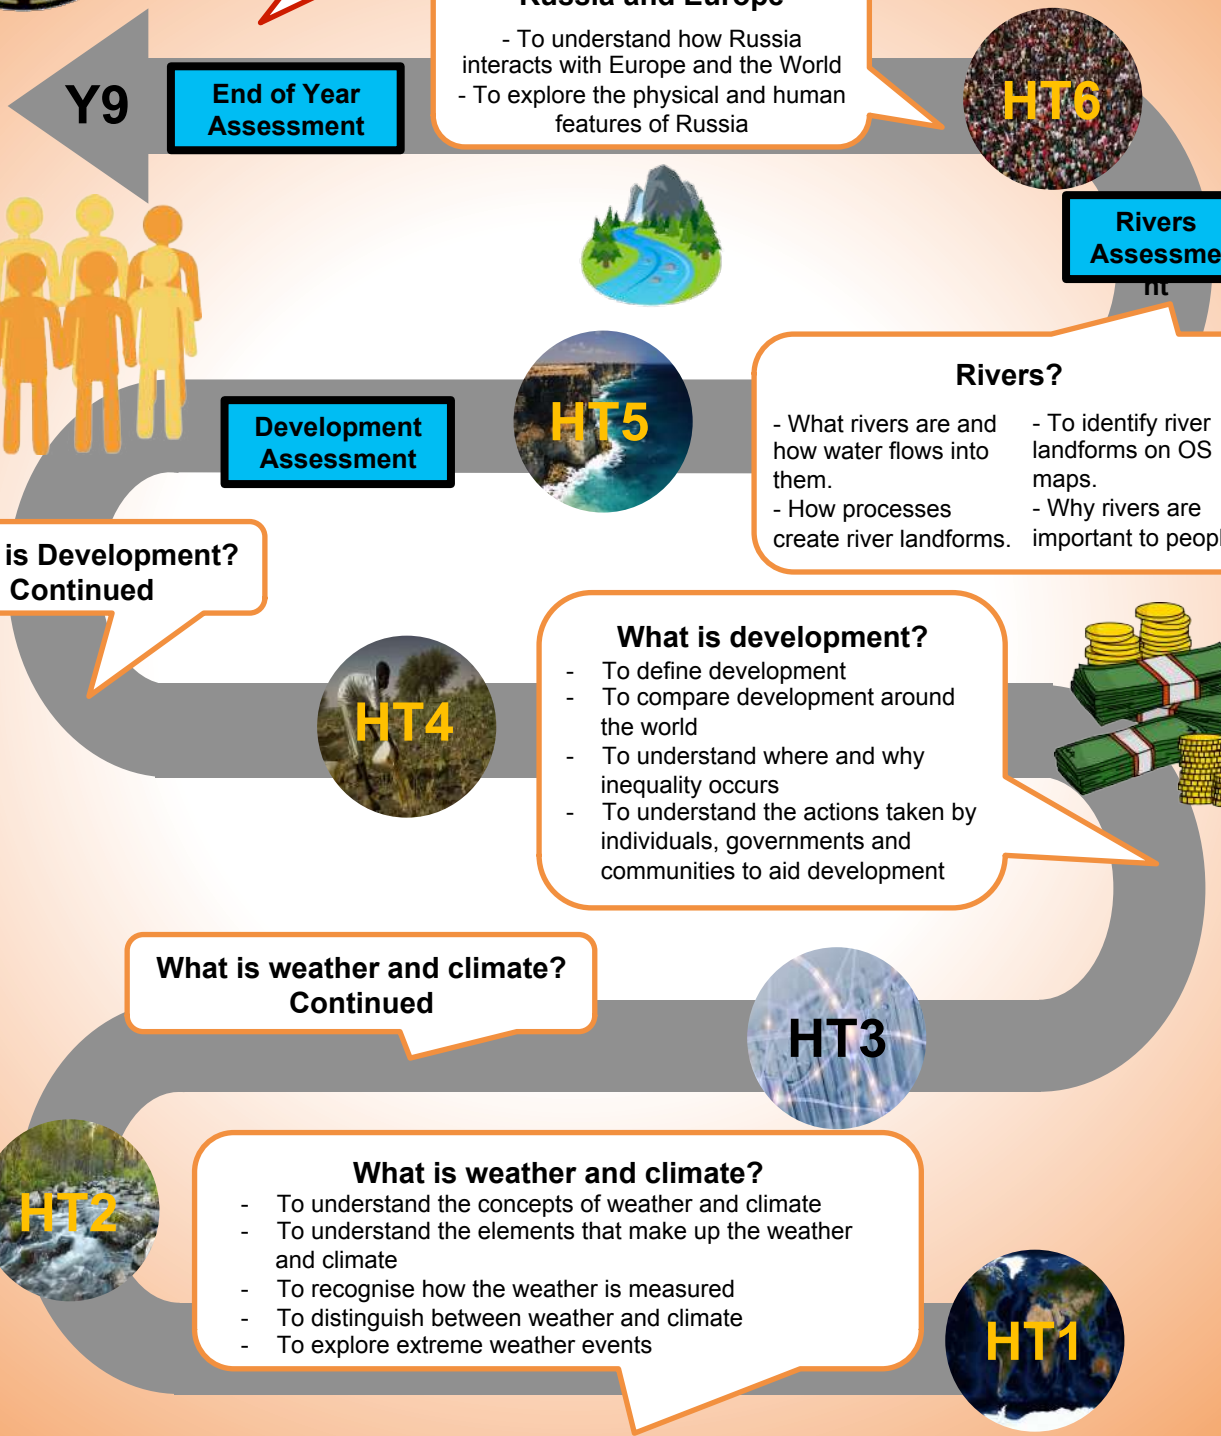 Russia and Europe
- To understand how Russia
interacts with Europe and the World
- To explore the physical and human
features of Russia
HT6
Y9
End of Year
Assessment
Rivers
Assessme
nt
HT5
Development
Assessment
Rivers?
- What rivers are and
how water flows into
them.
- How processes
create river landforms.
- To identify river
landforms on OS
maps.
- Why rivers are
important to peopl
is Development?
Continued
HT4
What is development?
- To define development
- To compare development around
the world
- To understand where and why
inequality occurs
- To understand the actions taken by
individuals, governments and
communities to aid development
What is weather and climate?
Continued
HT3
HT2
What is weather and climate?
- To understand the concepts of weather and climate
- To understand the elements that make up the weather
and climate
- To recognise how the weather is measured
- To distinguish between weather and climate
- To explore extreme weather events
HT1